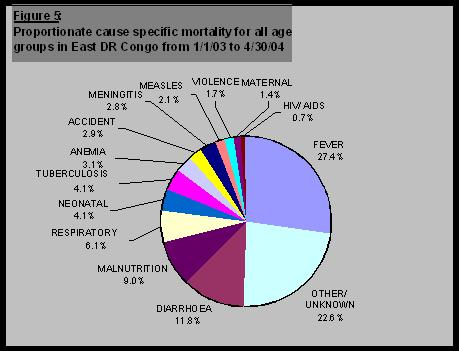 Figure 5:
Proportionate cause specific mortality for all age
groups in East DR Congo from 1/1/03 to 4/30/04
VIOLENCE
1.7%
MATERNAL
1.4%
HIV/AIDS
0.7%
MEASLES
2.1%
MENINGITIS
2.8%
ACCIDENT
2.9%
ANEMIA
3.1%
TUBERCULOSIS
4.1%
NEONATAL
4.1%
RESPIRATORY
6.1%
MALNUTRITION
9.0%
DIARRHOEA
11.8%
FEVER
27.4%
OTHER/
UNKNOWN
22.6%